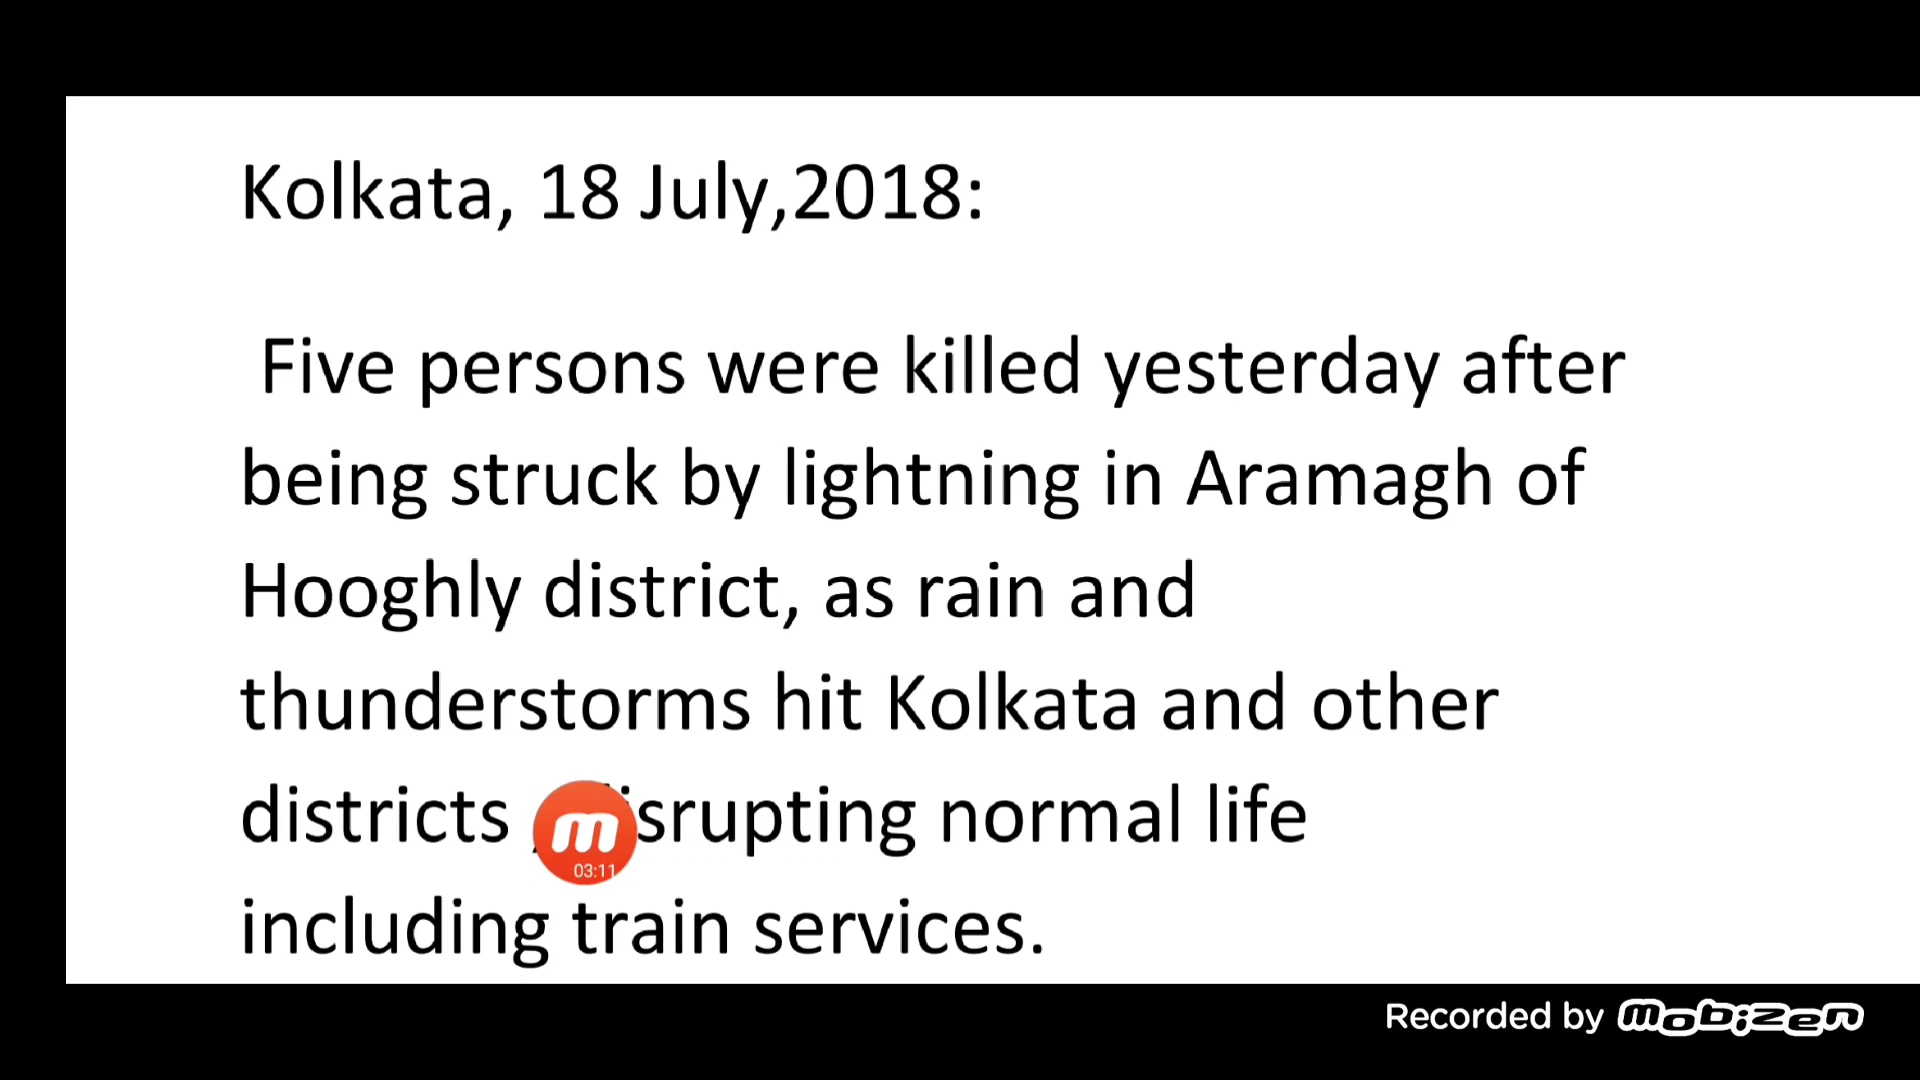 Kolkata, 18 July,2018:
Five persons were killed yesterday after
being struck by lightning in Aramagh of
Hooghly district, as rain and
thunderstorms hit Kolkata and other
districts , disrupting normal life
m
03:11
including train services.
Recorded by mobizen